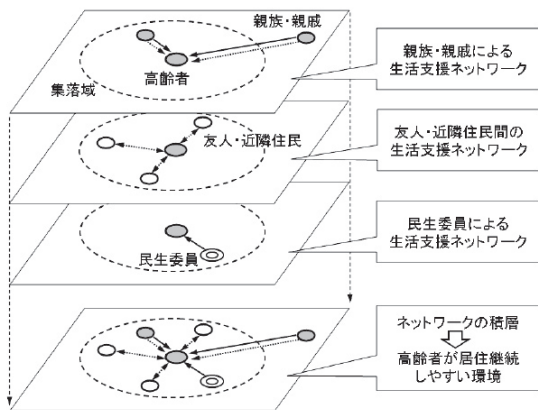 親族・親戚
高齢者
集落域
親族・親戚による
生活支援ネットワーク
友人・近隣住民
友人・近隣住民間の
生活支援ネットワーク
民生委員
民生委員による
生活支援ネットワーク
ネットワークの積層
高齢者が居住継続
しやすい環境